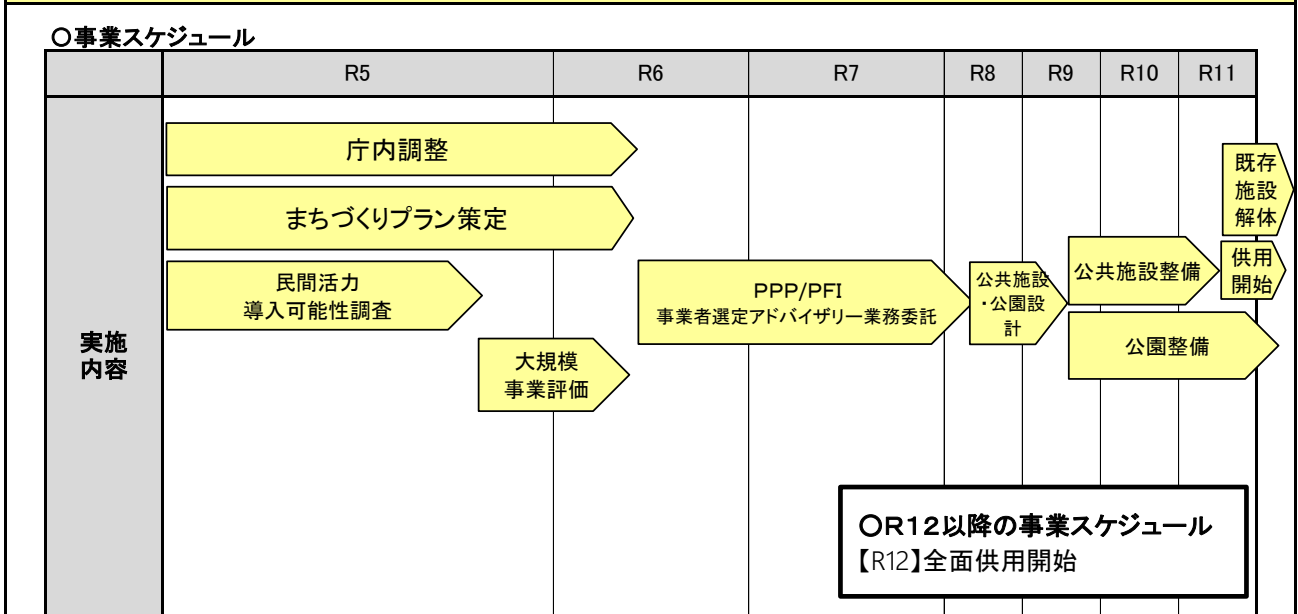 〇事業スケジュール
R5 R6 R7 R8 R9 R10 R11
実施
内容
庁内調整
まちづくりプラン策定
民間活力
導入可能性調査
大規模
事業評価
PPP/PFI
事業者選定アドバイザリー業務委託
公共施設
・公園設
計
公共施設整備
公園整備
既存
施設
解体
供用
開始
〇R12以降の事業スケジュール
【R12】全面供用開始